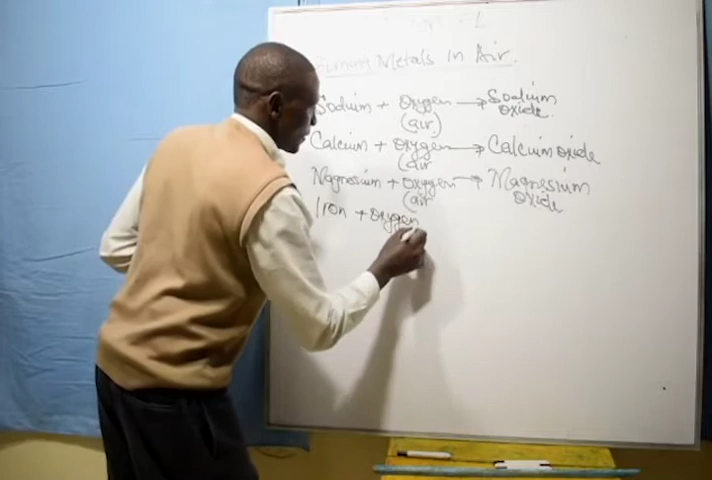 Burning Metals In Air.
Sodium + Oxygen → Sodium
(air) oxide.
Calcium + oxygen → Calcium oxide
(air
Magnesium + oxygen → Magnesium
(air oxide
Iron + oxygen